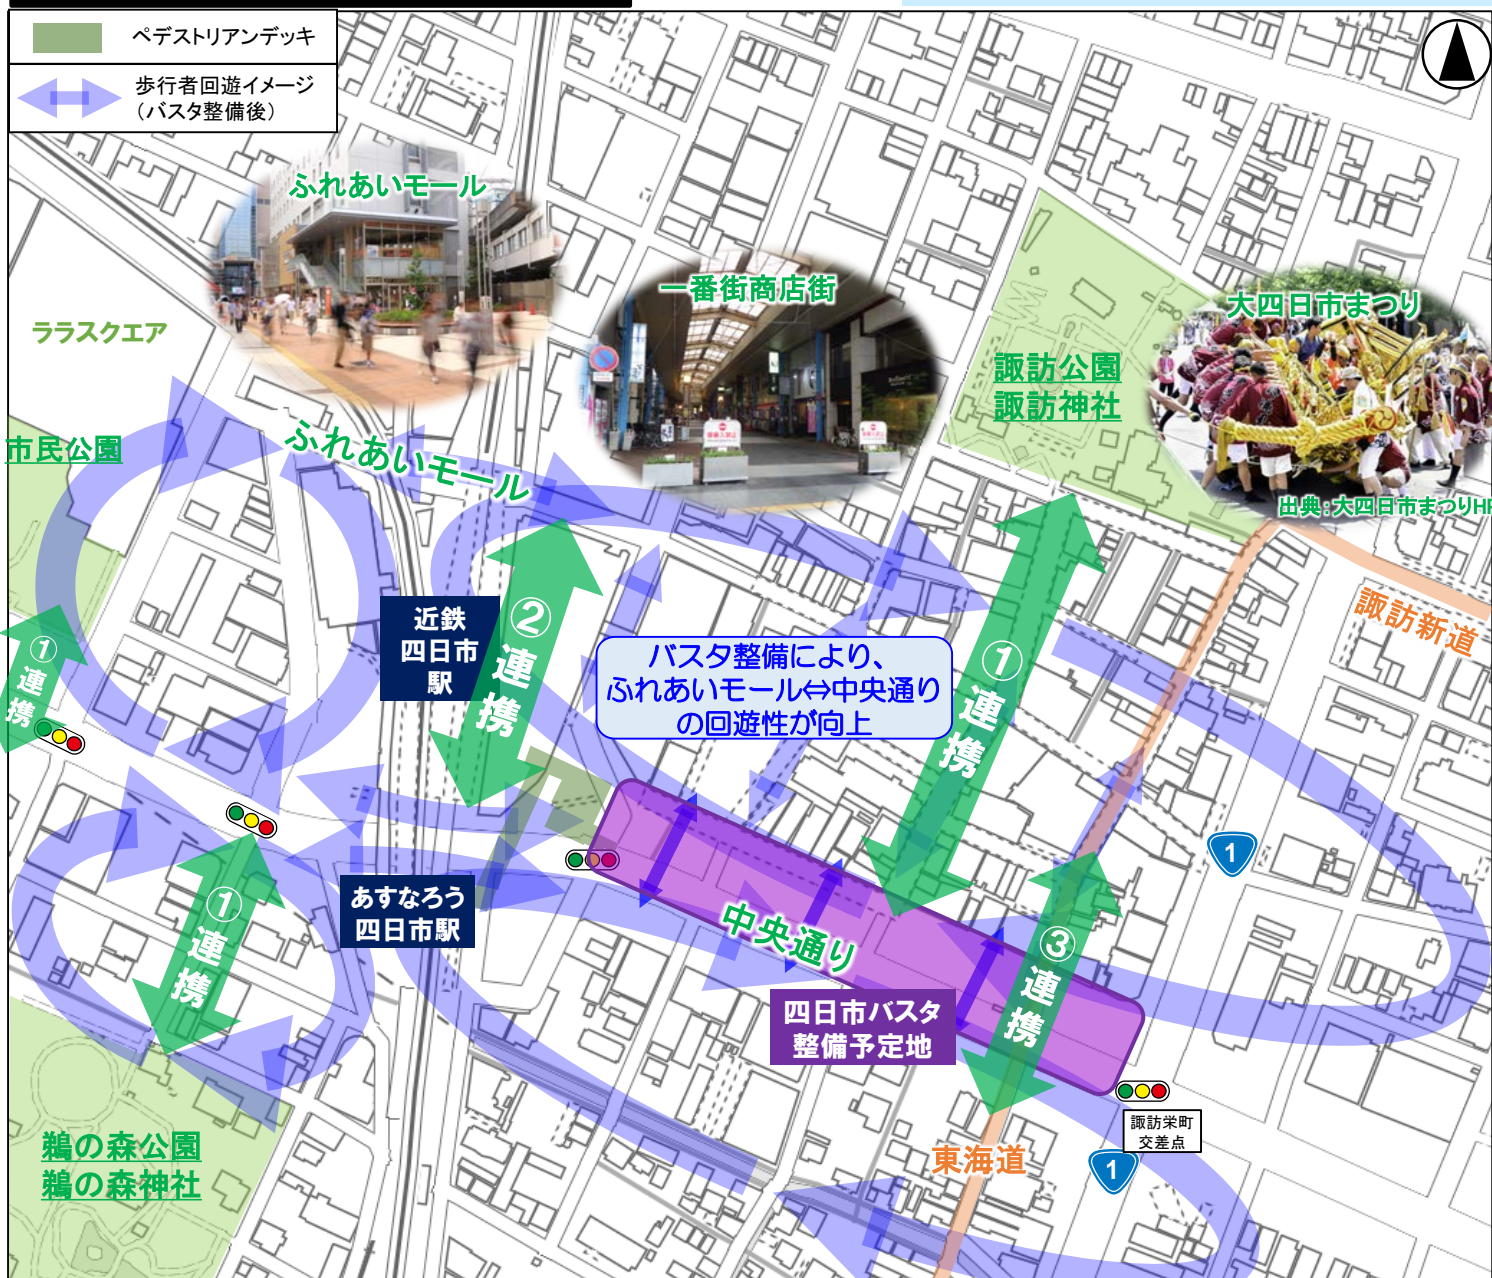 ペデストリアンデッキ
歩行者回遊イメージ
（バスタ整備後）
ふれあいモール
一番街商店街
大四日市まつり
ララスクエア
諏訪公園
諏訪神社
市民公園
ふれあいモール
出典：大四日市まつりHP
諏訪新道
近鉄
四日市
駅
②
連携
①
連携
①
連携
バスタ整備により、
ふれあいモール⇔中央通り
の回遊性が向上
1
あすなろう
四日市駅
①
連携
中央通り
③
連携
四日市バスタ
整備予定地
諏訪栄町
交差点
1
東海道
鵜の森公園
鵜の森神社